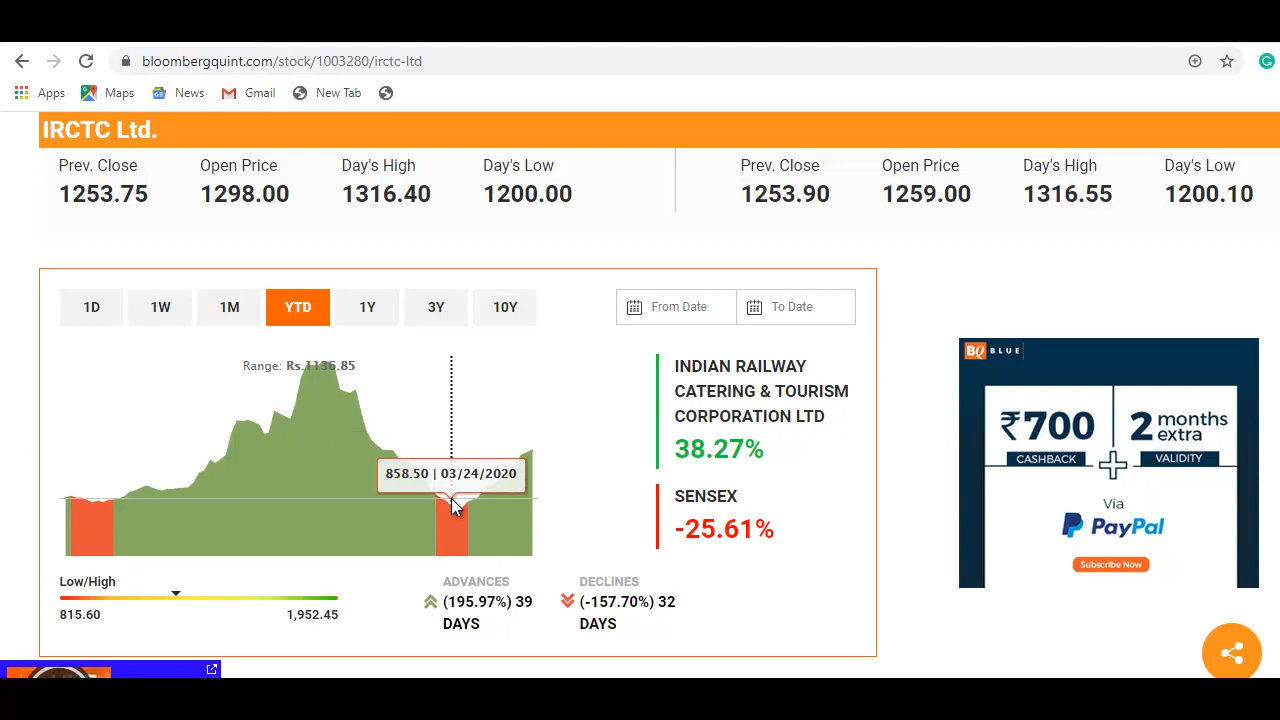 bloombergquint.com/stock/1003280/irctc-ltd
Apps Maps News Gmail New Tab
IRCTC Ltd.
Prev. Close Open Price Day's High Day's Low Prev. Close Open Price Day's High Day's Low
1253.75 1298.00 1316.40 1200.00 1253.90 1259.00 1316.55 1200.10
1D 1W 1M YTD 1Y 3Y 10Y From Date To Date
Range: Rs.1136.85
858.50 | 03/24/2020
INDIAN RAILWAY
CATERING & TOURISM
CORPORATION LTD
38.27%
SENSEX
-25.61%
Low/High
815.60 1,952.45
ADVANCES
(195.97%) 39
DAYS
DECLINES
(-157.70%) 32
DAYS
BQ BLUE
₹700
CASHBACK
2 months
extra
VALIDITY
Via
PayPal
Subscribe Now